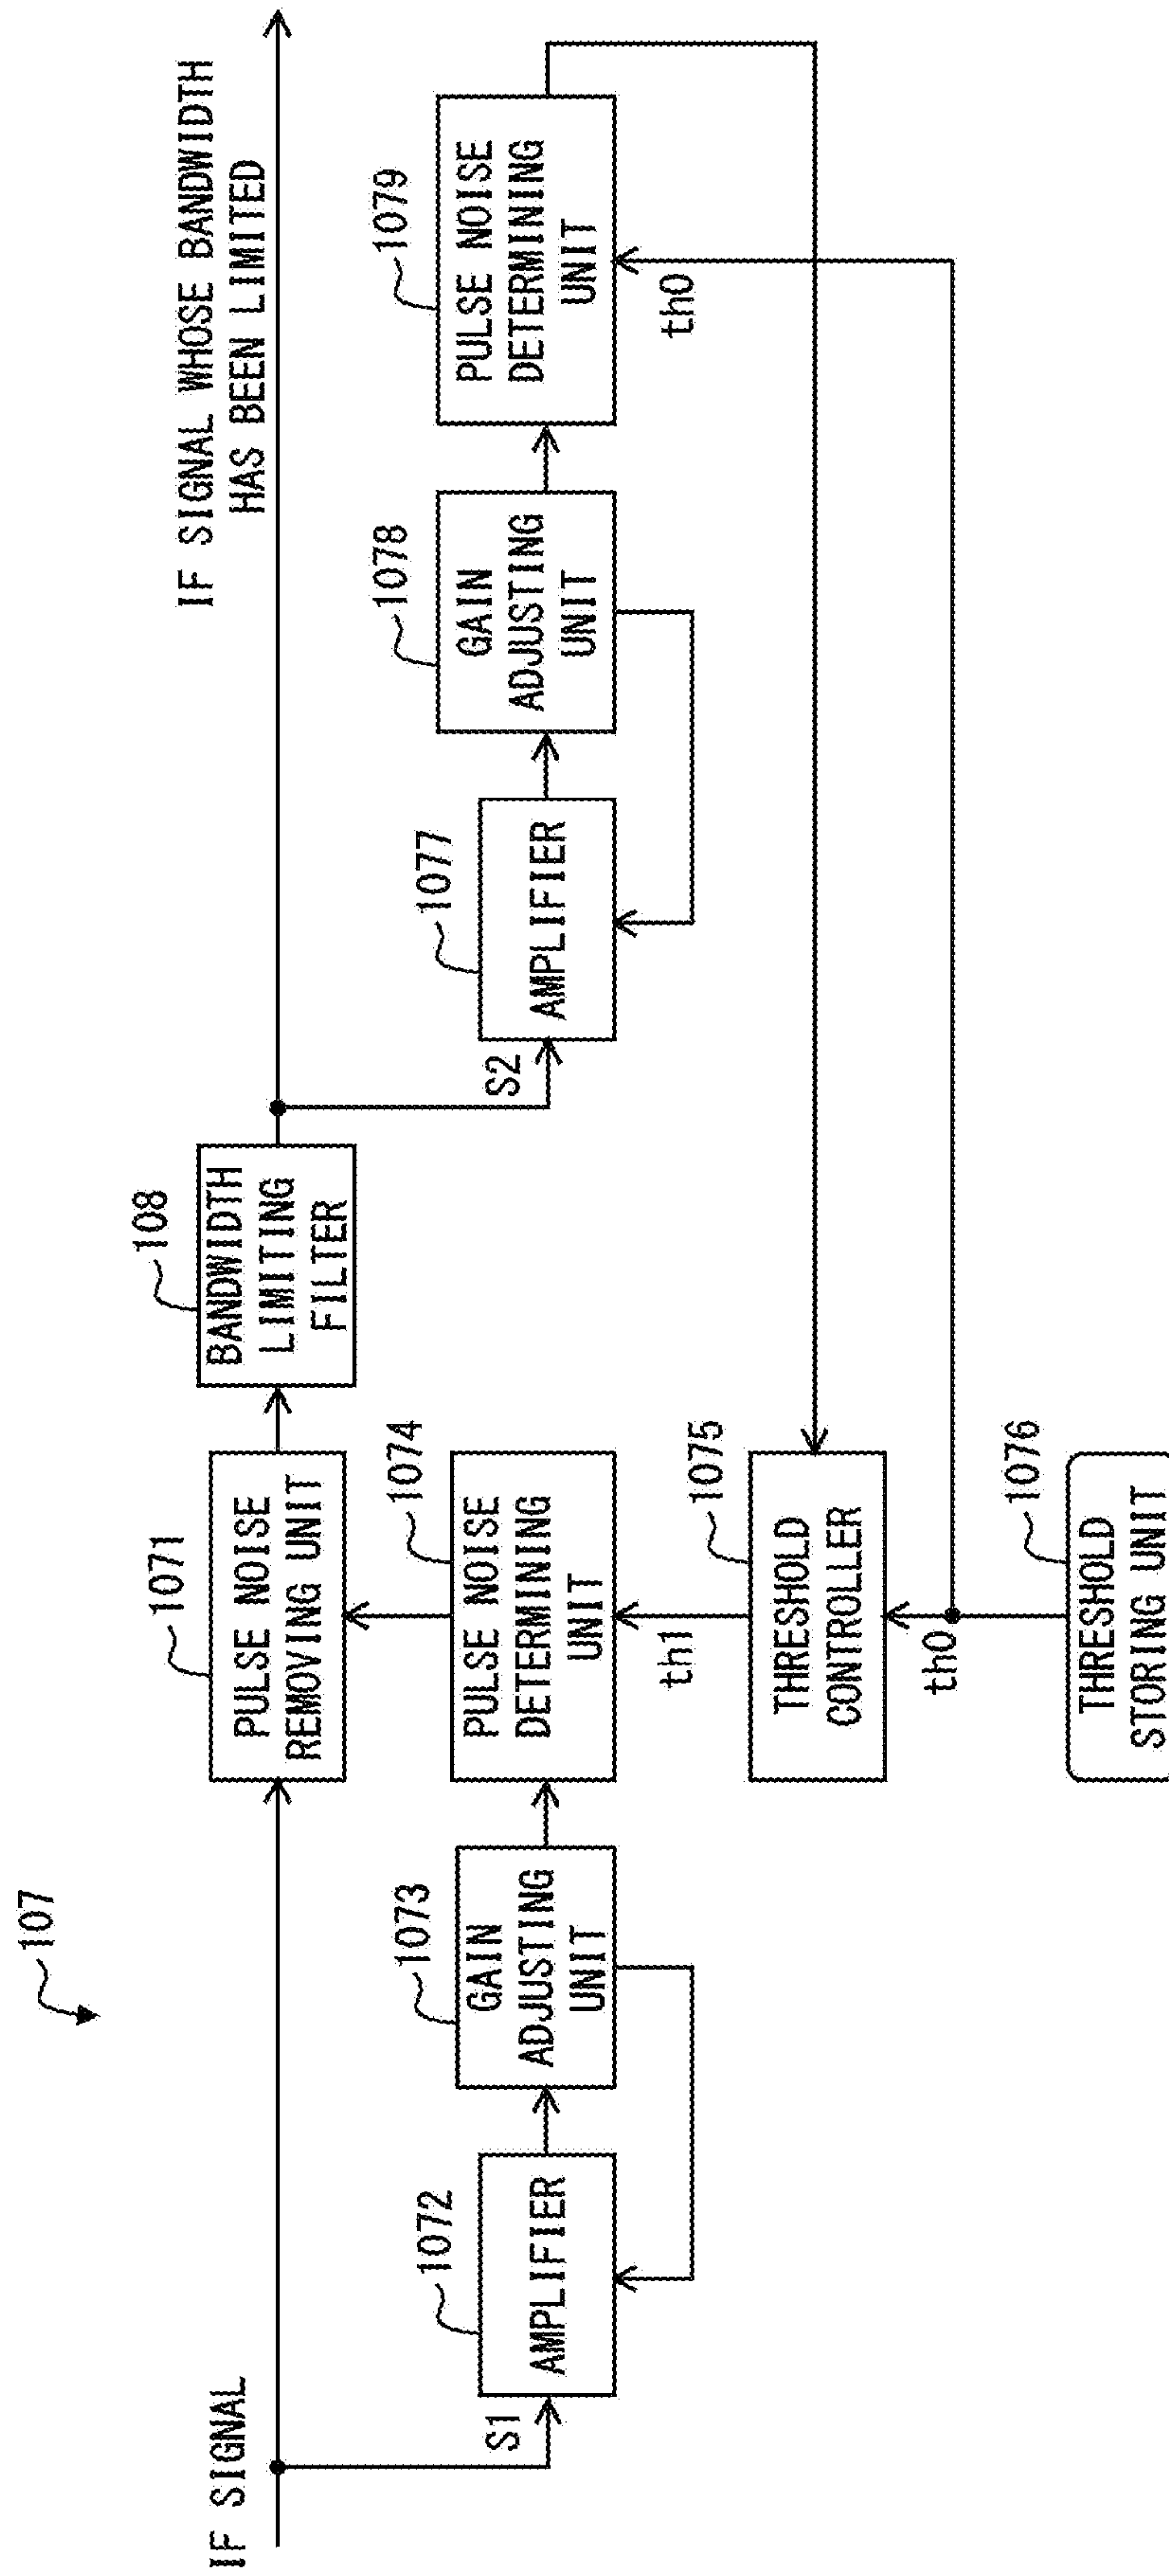 107
IF SIGNAL
S1
1072
AMPLIFIER
1073
GAIN
ADJUSTING
UNIT
1071
PULSE NOISE
REMOVING UNIT
1074
PULSE NOISE
DETERMINING
UNIT
th1
1075
THRESHOLD
CONTROLLER
th0
1076
THRESHOLD
STORING UNIT
108
BANDWIDTH
LIMITING
FILTER
IF SIGNAL WHOSE BANDWIDTH
HAS BEEN LIMITED
S2
1077
AMPLIFIER
1078
GAIN
ADJUSTING
UNIT
1079
PULSE NOISE
DETERMINING
UNIT
th0